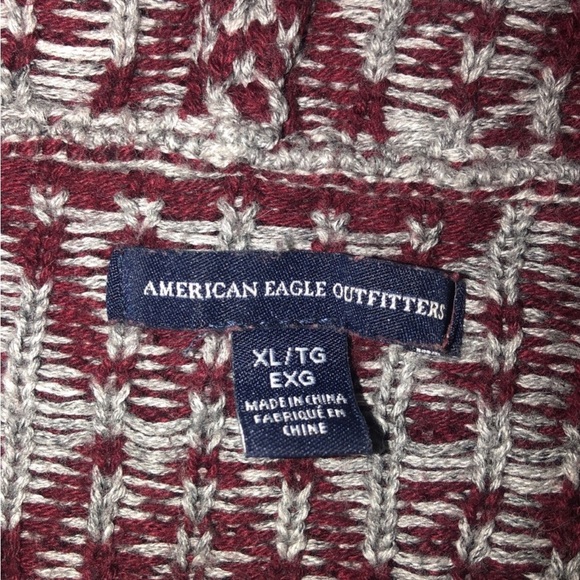 AMERICAN EAGLE OUTFITTERS
XL/TG
EXG
MADE IN CHINA
FABRIQUÉ EN
CHINE